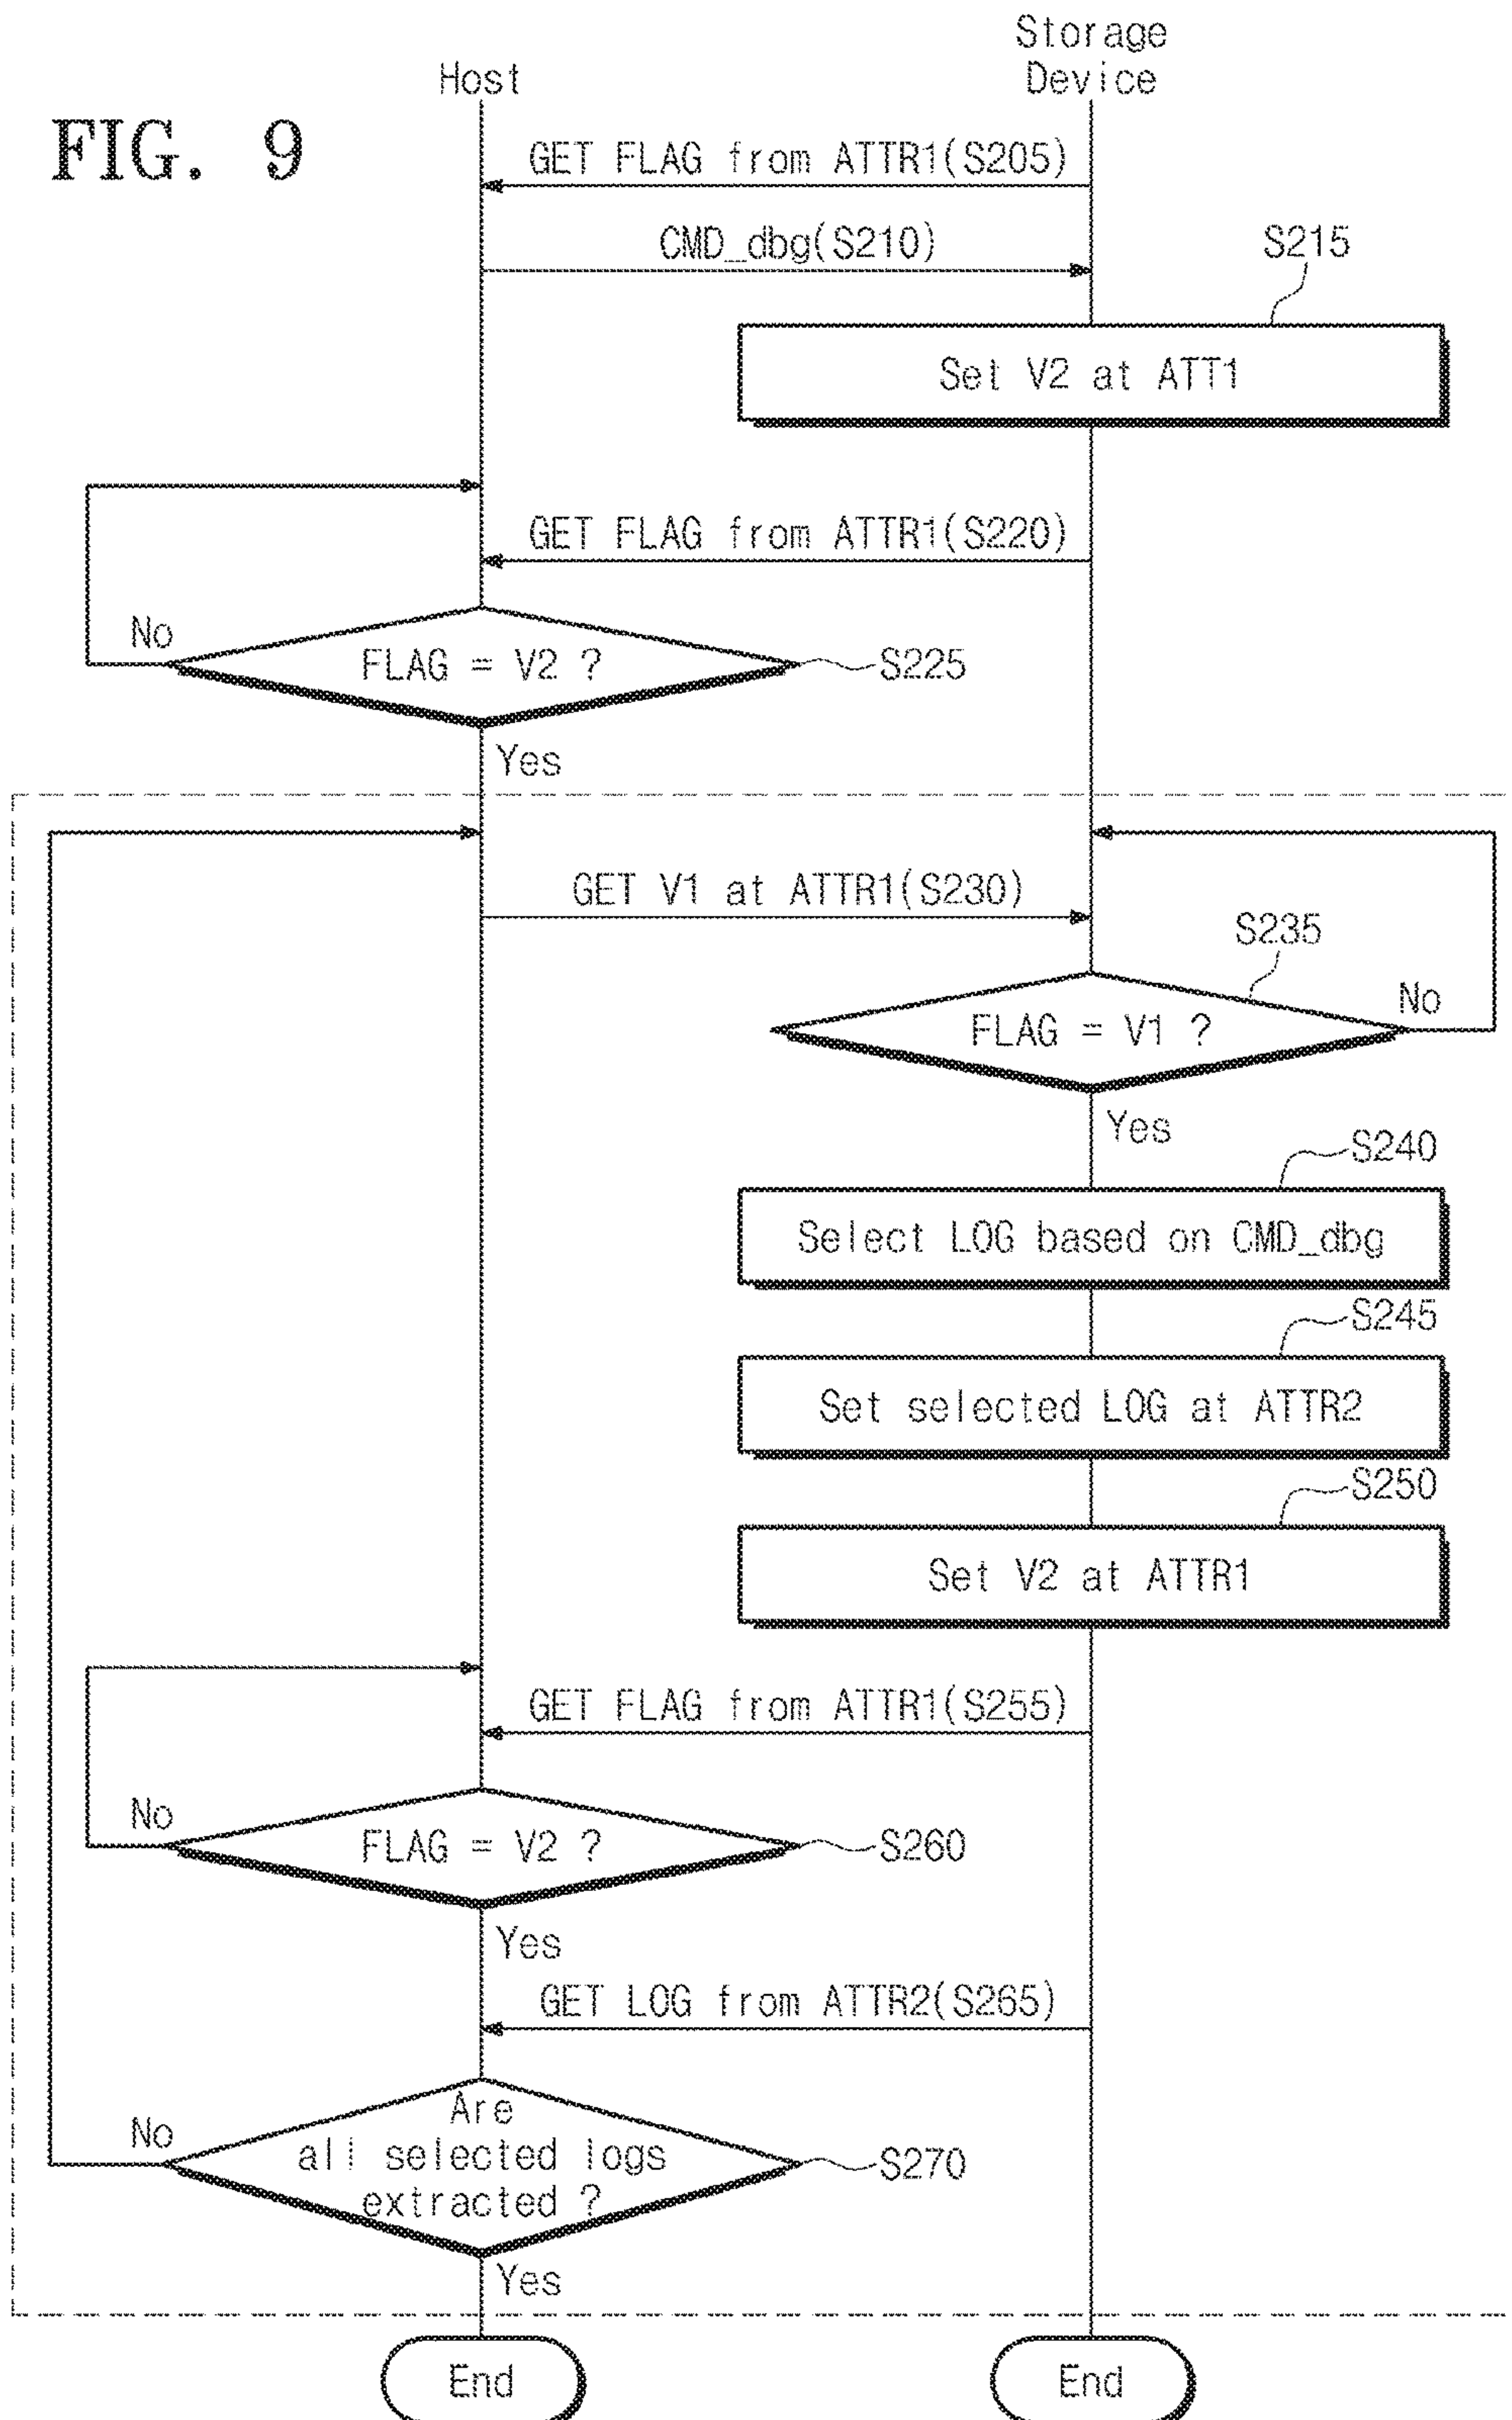 Storage
Host
Device
FIG. 9
GET FLAG from ATTR1(S205)
CMD_dbg(S210)
S215
Set V2 at ATT1
GET FLAG from ATTR1(S220)
No
FLAG = V2 ?
S225
Yes
GET V1 at ATTR1(S230)
S235
No
FLAG = V1 ?
Yes
S240
Select LOG based on CMD_dbg
S245
Set selected LOG at ATTR2
S250
Set V2 at ATTR1
GET FLAG from ATTR1(S255)
No
FLAG = V2 ?
S260
Yes
GET LOG from ATTR2(S265)
No
Are
all selected logs
extracted ?
S270
Yes
End
End